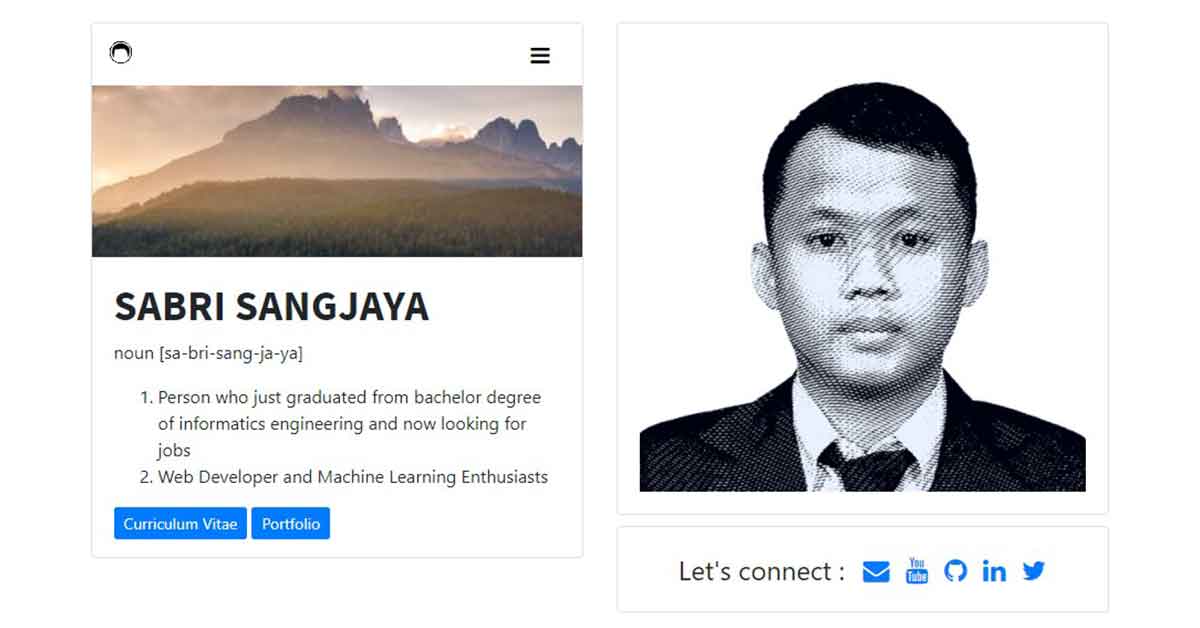 SABRI SANGJAYA
noun [sa-bri-sang-ja-ya]
1. Person who just graduated from bachelor degree
of informatics engineering and now looking for
jobs
2. Web Developer and Machine Learning Enthusiasts
Curriculum Vitae Portfolio
Let's connect :
You
Tube
in